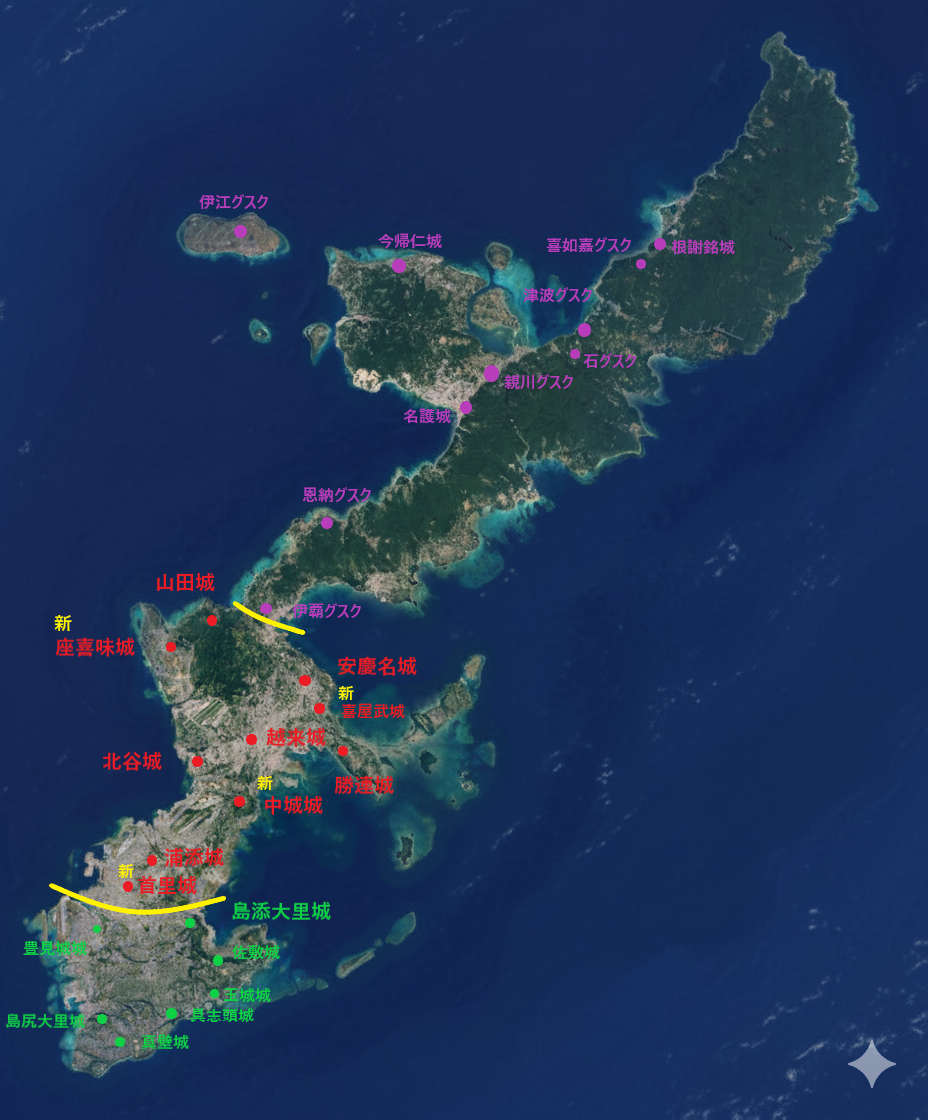 伊江グスク
今帰仁城
喜如嘉グスク
根謝銘城
津波グスク
石グスク
親川グスク
名護城
恩納グスク
山田城
伊覇グスク
新
座喜味城
安慶名城
新
喜屋武城
越来城
北谷城
勝連城
新
中城城
浦添城
新
首里城
島添大里城
豊見城城
佐敷城
玉城城
具志頭城
島尻大里城
真壁城